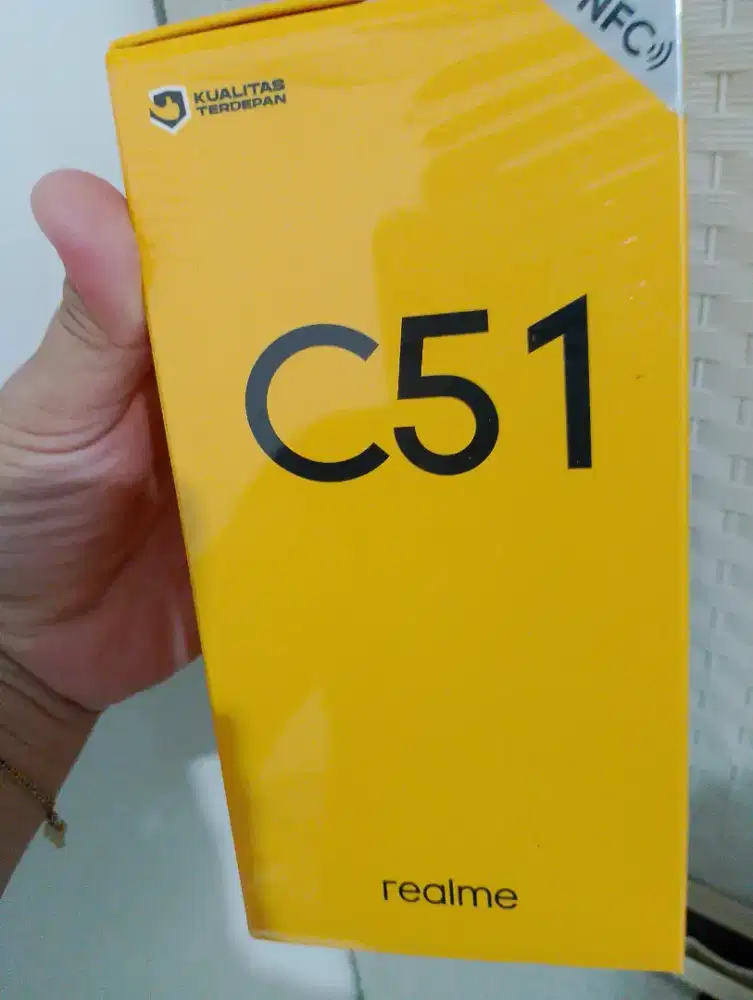 NFC
KUALITAS
TERDEPAN
C51
realme